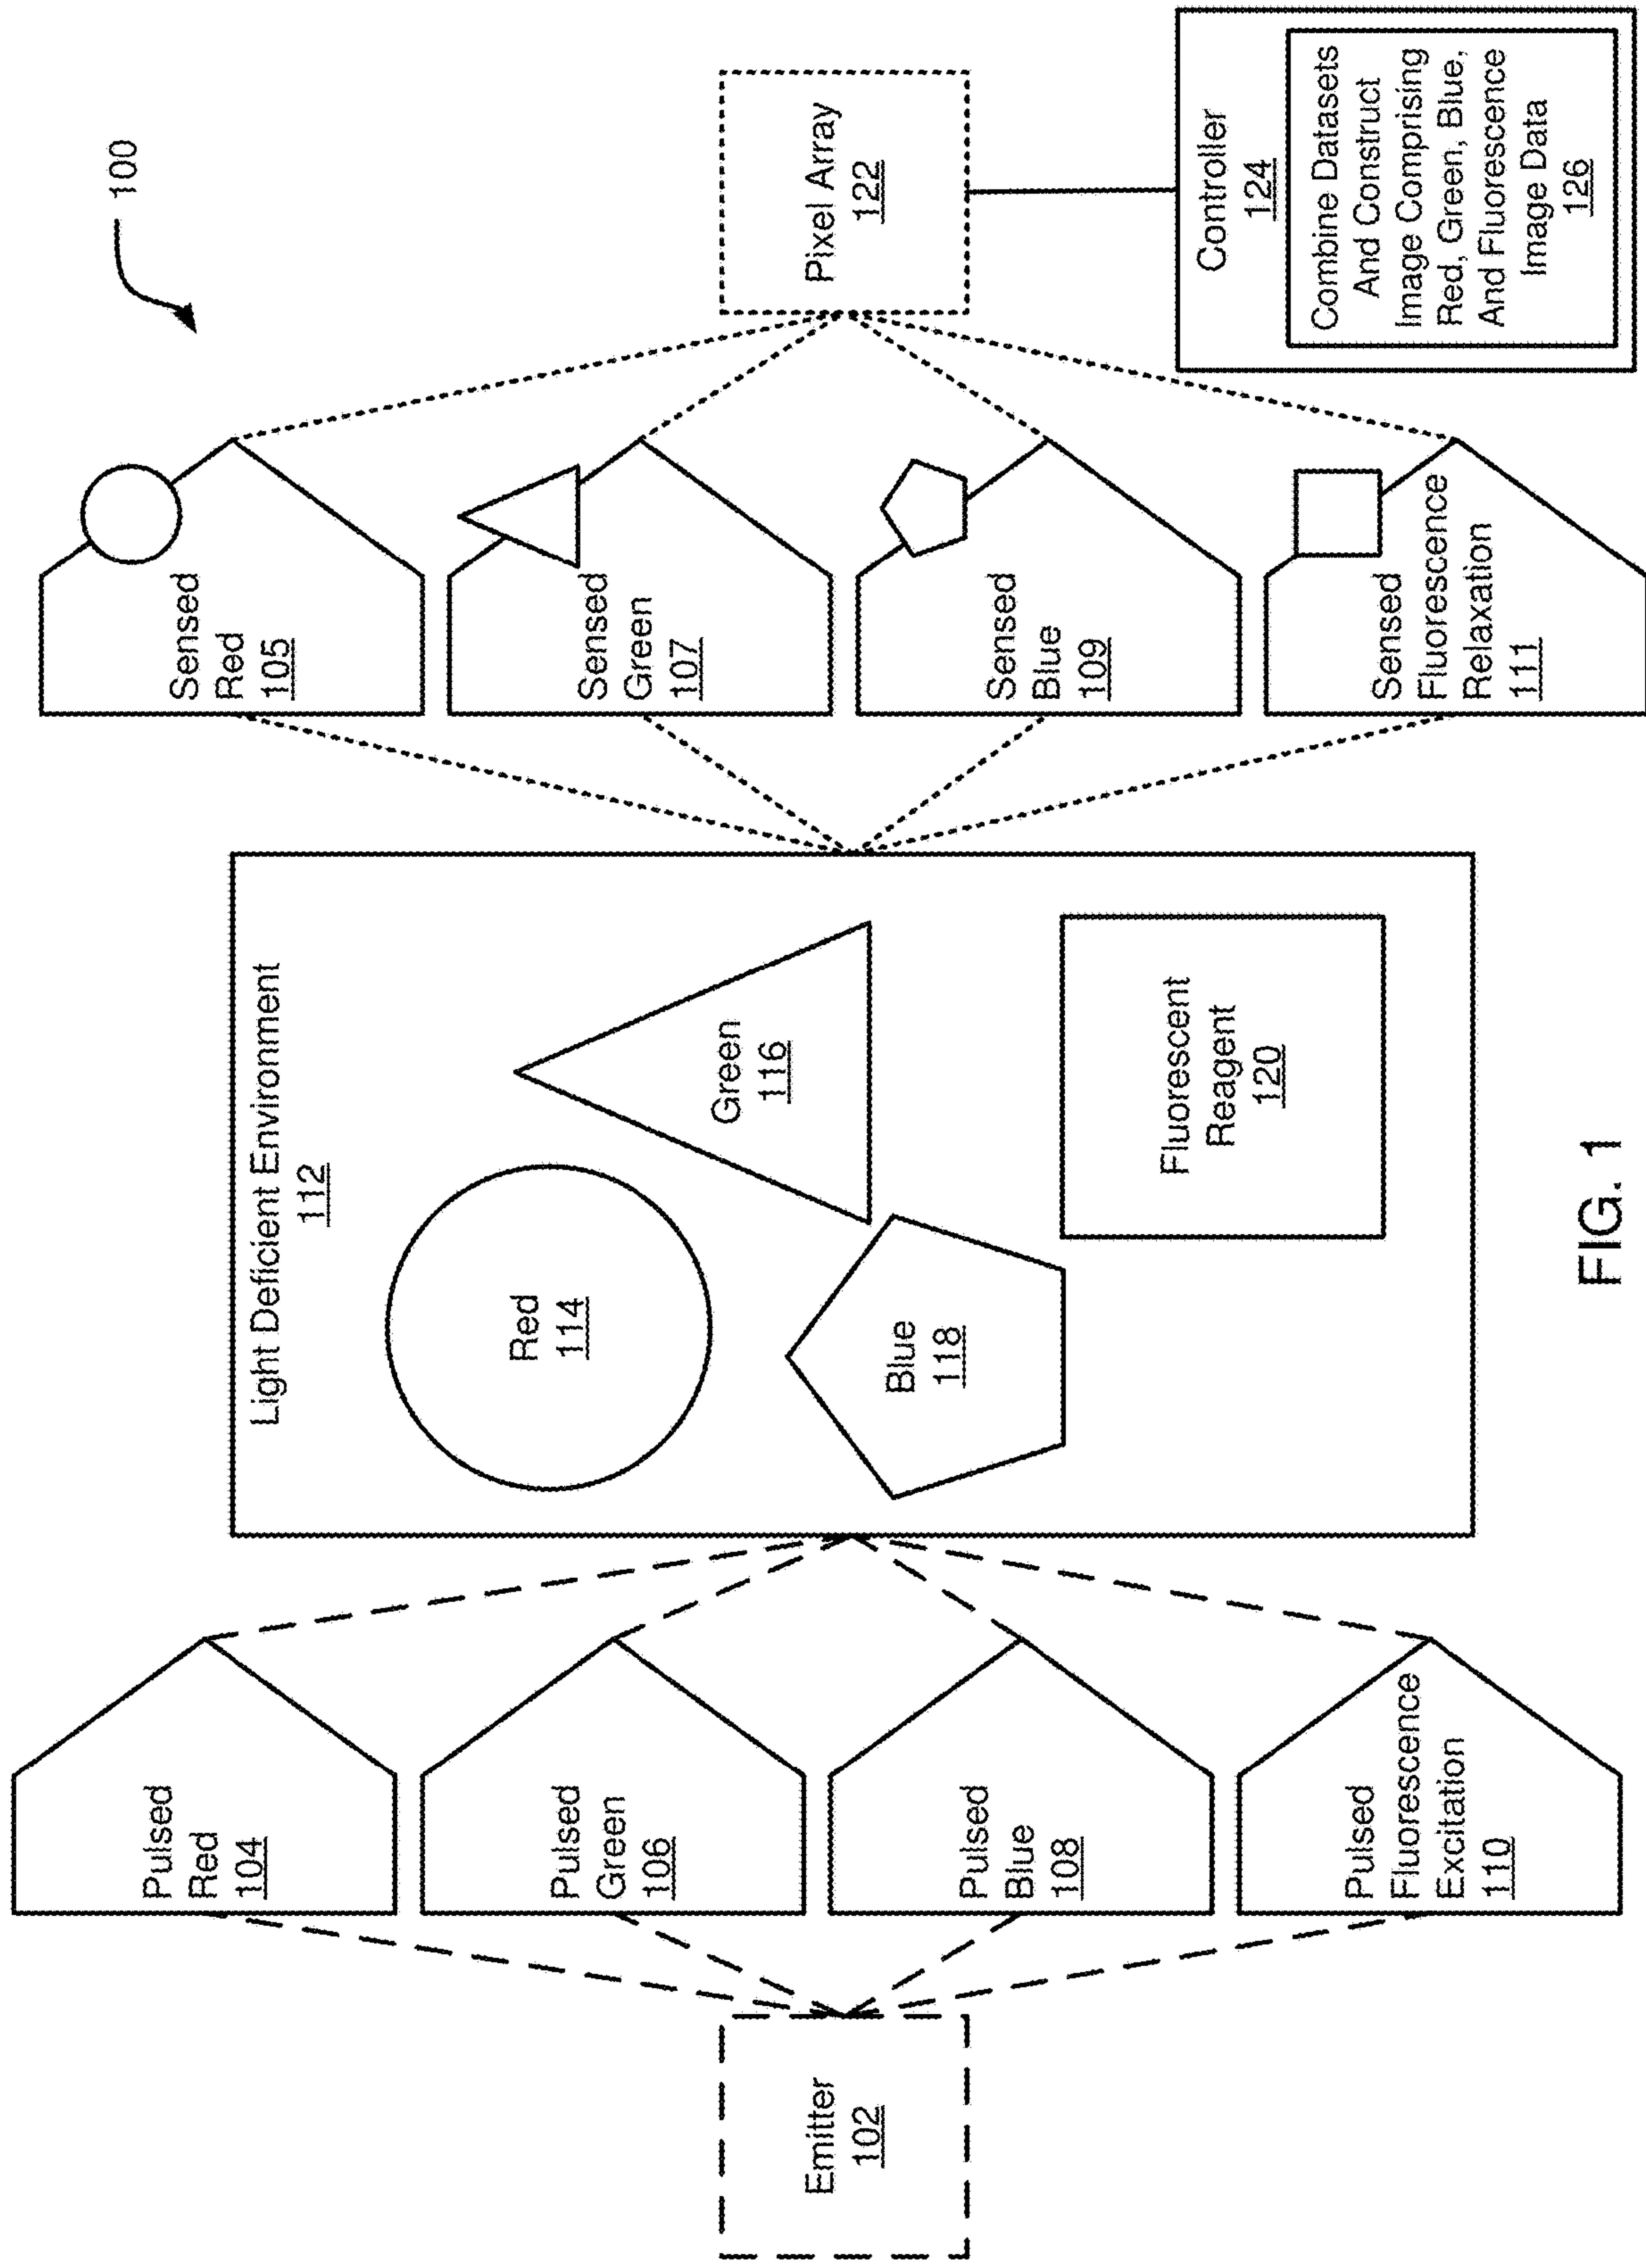 100
Emitter
102
Pulsed
Red
104
Pulsed
Green
106
Pulsed
Blue
108
Pulsed
Fluorescence
Excitation
110
Light Deficient Environment
112
Red
114
Green
116
Blue
118
Fluorescent
Reagent
120
Sensed
Red
105
Sensed
Green
107
Sensed
Blue
109
Sensed
Fluorescence
Relaxation
111
Pixel Array
122
Controller
124
Combine Datasets
And Construct
Image Comprising
Red, Green, Blue,
And Fluorescence
Image Data
126
FIG. 1